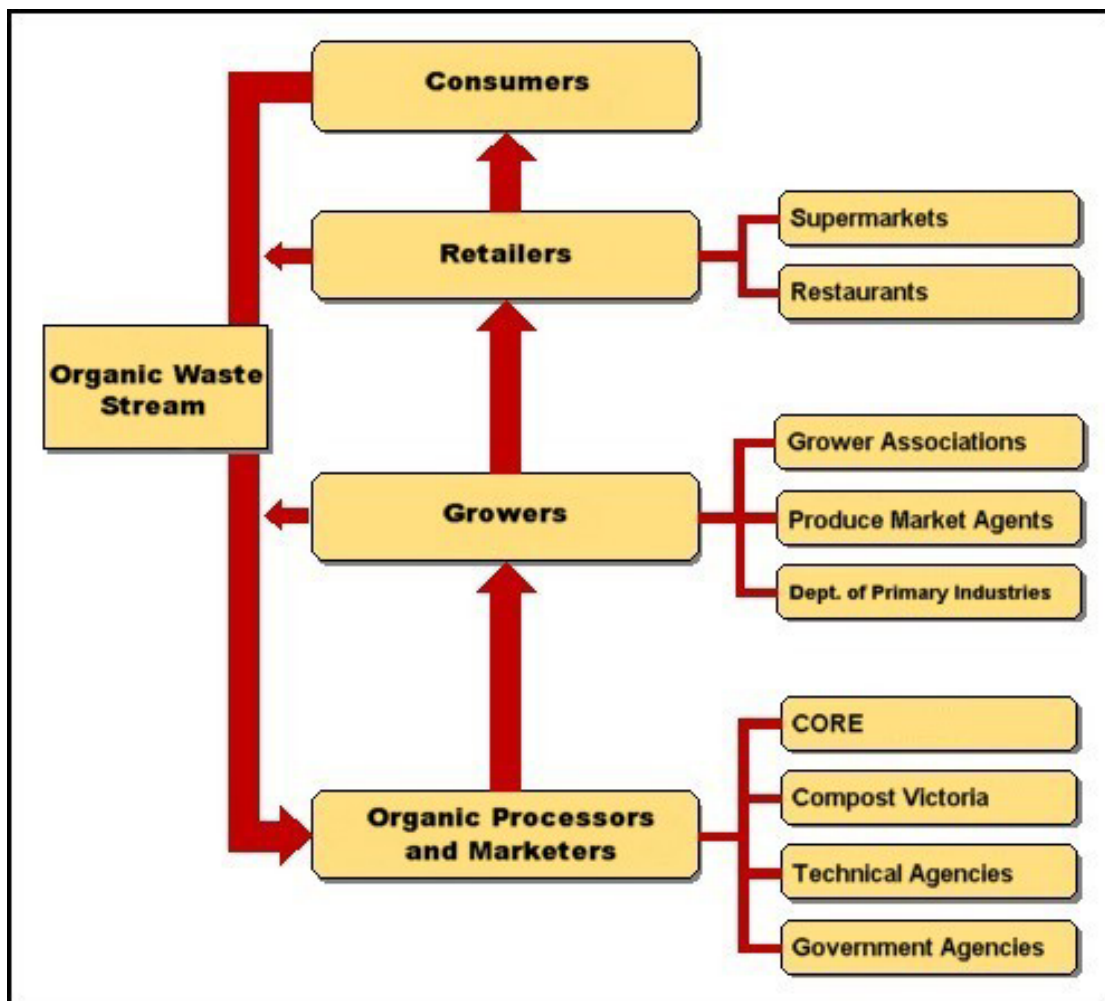 Consumers
Retailers
Supermarkets
Restaurants
Organic Waste
Stream
Growers
Grower Associations
Produce Market Agents
Dept. of Primary Industries
Organic Processors
and Marketers
CORE
Compost Victoria
Technical Agencies
Government Agencies